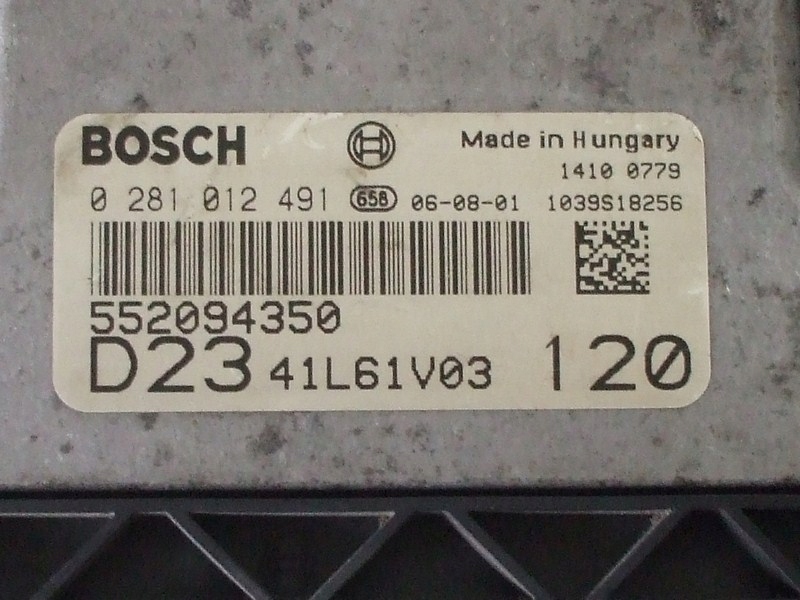 BOSCH Made in Hungary
1410 0779
0 281 012 491 658 06-08-01 1039S18256
552094350
D23 41L61V03 120